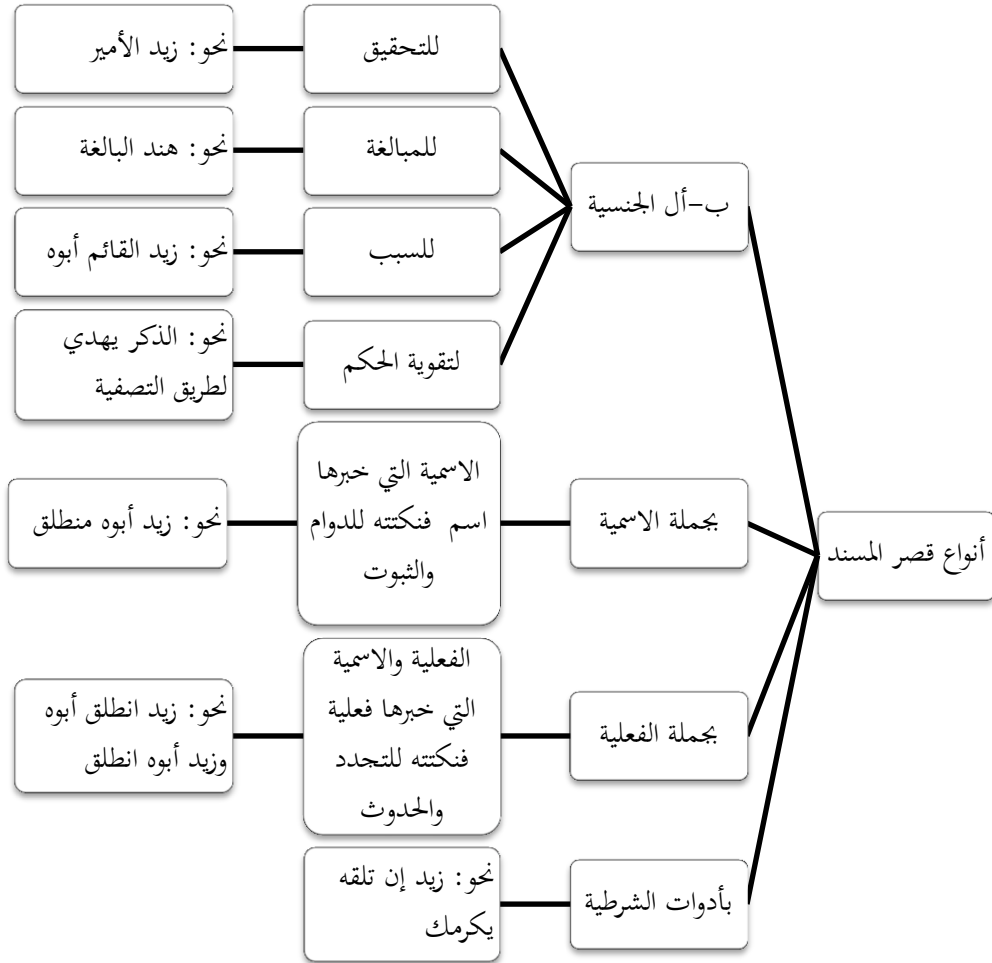 أنواع قصر المسند
ب-أل الجنسية
للتحقيق
نحو: زيد الأمير
للمبالغة
نحو: هند البالغة
للسبب
نحو: زيد القائم أبوه
لتقوية الحكم
نحو: الذكر يهدي
لطريق التصفية
بجملة الاسمية
الاسمية التي خبرها
اسم فنكتته للدوام
والثبوت
نحو: زيد أبوه منطلق
بجملة الفعلية
الفعلية والاسمية
التي خبرها فعلية
فنكتته للتجدد
والحدوث
نحو: زيد انطلق أبوه
وزيد أبوه انطلق
بأدوات الشرطية
نحو: زيد إن تلقه
يكرمك